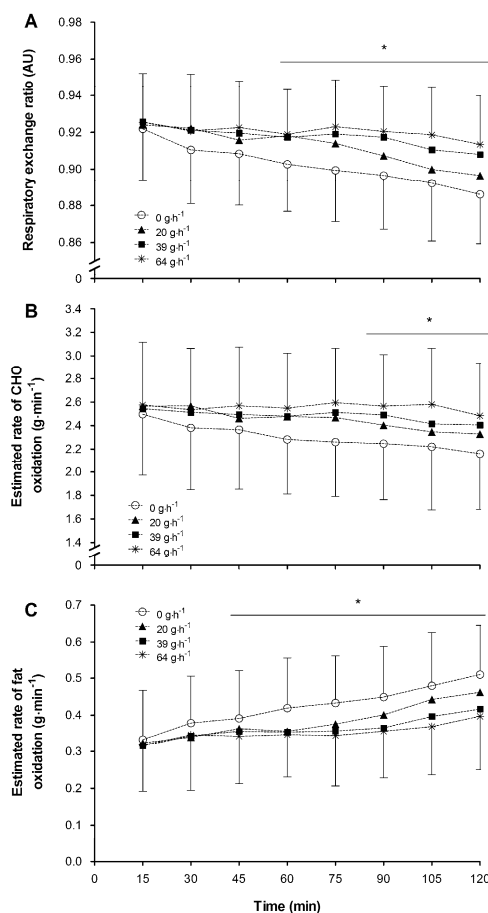 A
Respiratory exchange ratio (AU)
0.98
0.96
0.94
0.92
0.90
0.88
0.86
0
*
0 g·h-1
20 g·h-1
39 g·h-1
64 g·h-1
B
Estimated rate of CHO
oxidation (g·min-1)
3.4
3.2
3.0
2.8
2.6
2.4
2.2
2.0
1.8
1.6
1.4
0
*
0 g·h-1
20 g·h-1
39 g·h-1
64 g·h-1
C
Estimated rate of fat
oxidation (g·min-1)
0.7
0.6
0.5
0.4
0.3
0.2
0.1
0.0
*
0 g·h-1
20 g·h-1
39 g·h-1
64 g·h-1
0 15 30 45 60 75 90 105 120
Time (min)